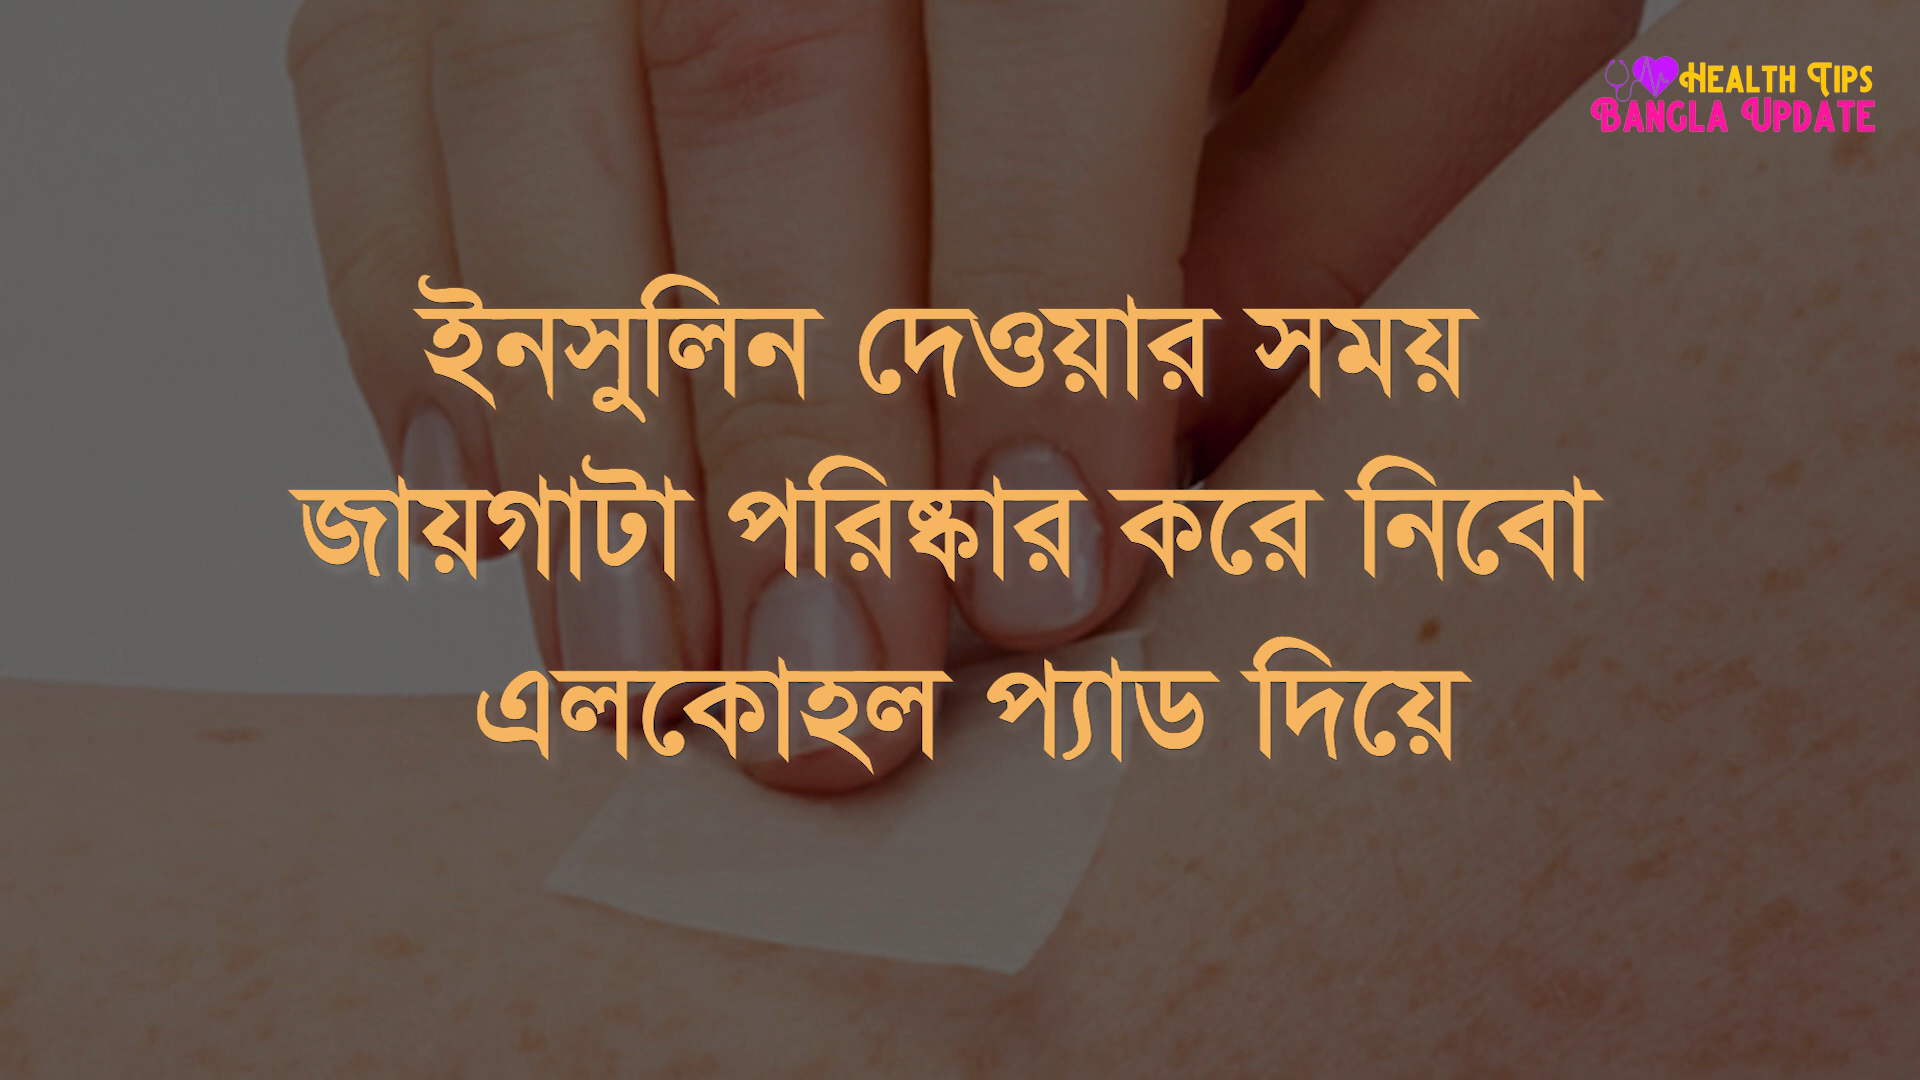 HEALTH TIPS
BANGLA UPDATE
ইনসুলিন দেওয়ার সময়
জায়গাটা পরিষ্কার করে নিবো
এলকোহল প্যাড দিয়ে